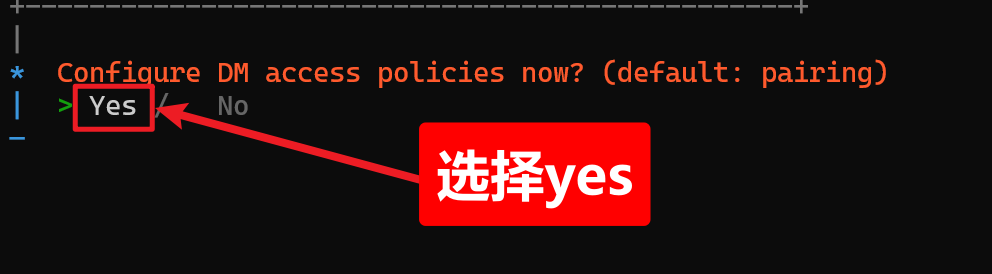 Configure DM access policies now? (default: pairing)
> Yes / No
选择yes